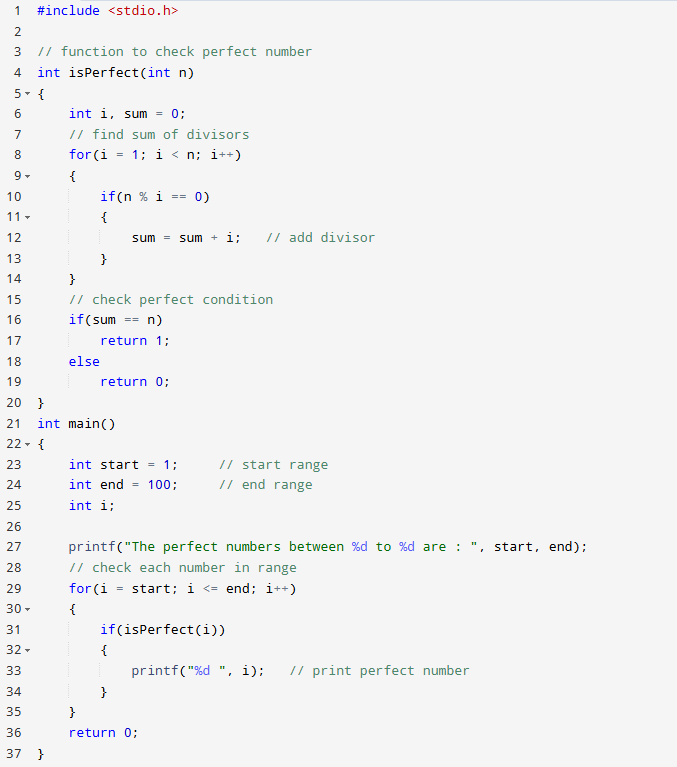 1 #include <stdio.h>
2
3 // function to check perfect number
4 int isPerfect(int n)
5 {
6     int i, sum = 0;
7     // find sum of divisors
8     for(i = 1; i < n; i++)
9     {
10         if(n % i == 0)
11         {
12             sum = sum + i;   // add divisor
13         }
14     }
15     // check perfect condition
16     if(sum == n)
17         return 1;
18     else
19         return 0;
20 }
21 int main()
22 {
23     int start = 1;     // start range
24     int end = 100;     // end range
25     int i;
26
27     printf("The perfect numbers between %d to %d are : ", start, end);
28     // check each number in range
29     for(i = start; i <= end; i++)
30     {
31         if(isPerfect(i))
32         {
33             printf("%d ", i);   // print perfect number
34         }
35     }
36     return 0;
37 }